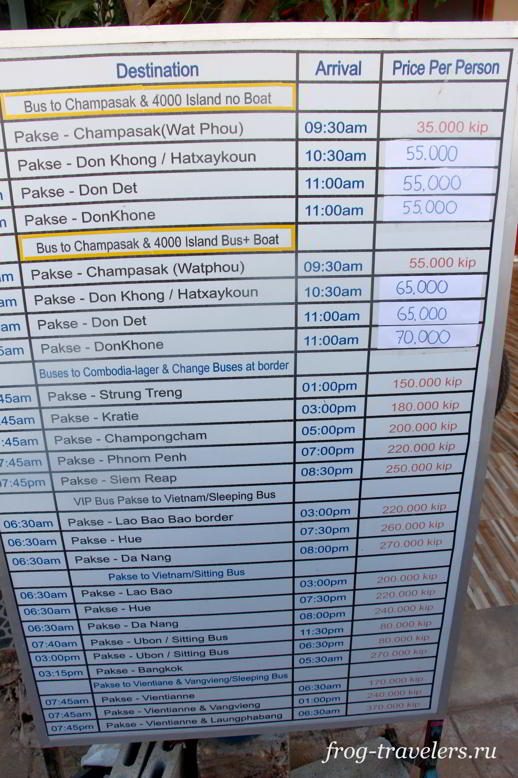 Destination Arrival Price Per Person
Bus to Champasak & 4000 Island no Boat
Pakse - Champasak(Wat Phou) 09:30am 35.000 kip
Pakse - Don Khong / Hatxaykoun 10:30am 55,000
Pakse - Don Det 11:00am 55,000
Pakse - DonKhone 11:00am 55,000
Bus to Champasak & 4000 Island Bus+ Boat
am Pakse - Champasak (Watphou) 09:30am 55.000 kip
am Pakse - Don Khong / Hatxaykoun 10:30am 65,000
am Pakse - Don Det 11:00am 65,000
5am Pakse - DonKhone 11:00am 70,000
Buses to Combodia-lager & Change Buses at border
45am Pakse - Strung Treng 01:00pm 150.000 kip
45am Pakse - Kratie 03:00pm 180.000 kip
:45am Pakse - Champongcham 05:00pm 200.000 kip
07:45am Pakse - Phnom Penh 07:00pm 220.000 kip
07:45pm Pakse - Siem Reap 08:30pm 250.000 kip
VIP Bus Pakse to Vietnam/Sleeping Bus
06:30am Pakse - Lao Bao Bao border 03:00pm 220.000 kip
06:30am Pakse - Hue 07:30pm 260.000 kip
06:30am Pakse - Da Nang 08:00pm 270.000 kip
Pakse to Vietnam/Sitting Bus
06:30am Pakse - Lao Bao 03:00pm 200.000 kip
06:30am Pakse - Hue 07:30pm 220.000 kip
06:30am Pakse - Da Nang 08:00pm 240.000 kip
07:40am Pakse - Ubon / Sitting Bus 11:30pm 80.000 kip
03:00pm Pakse - Ubon / Sitting Bus 06:30pm 80.000 kip
03:15pm Pakse - Bangkok 05:30am 270.000 kip
Pakse to Vientiane & Vangvieng/Sleeping Bus
07:45am Pakse - Vientianne 06:30am 170.000 kip
07:45am Pakse - Vientianne & Vangvieng 01:00pm 240.000 kip
07:45pm Pakse - Vientianne & Laungphabang 06:30am 370.000 kip
frog-travelers.ru